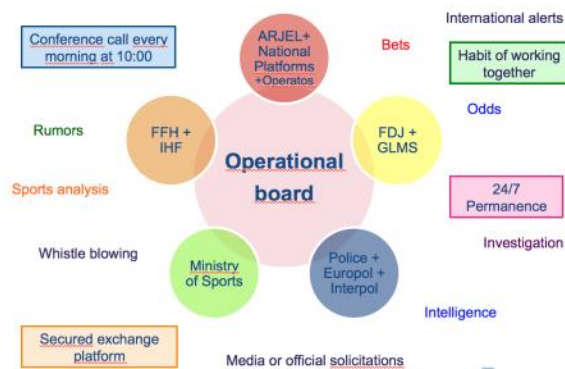 International alerts
Conference call every
morning at 10:00
ARJEL+
National
Platforms
+Operatos
Bets
Habit of working
together
Rumors
FFH +
IHF
FDJ +
GLMS
Odds
Operational
board
Sports analysis
24/7
Permanence
Whistle blowing
Ministry
of Sports
Police +
Europol +
Interpol
Investigation
Intelligence
Secured exchange
platform
Media or official solicitations